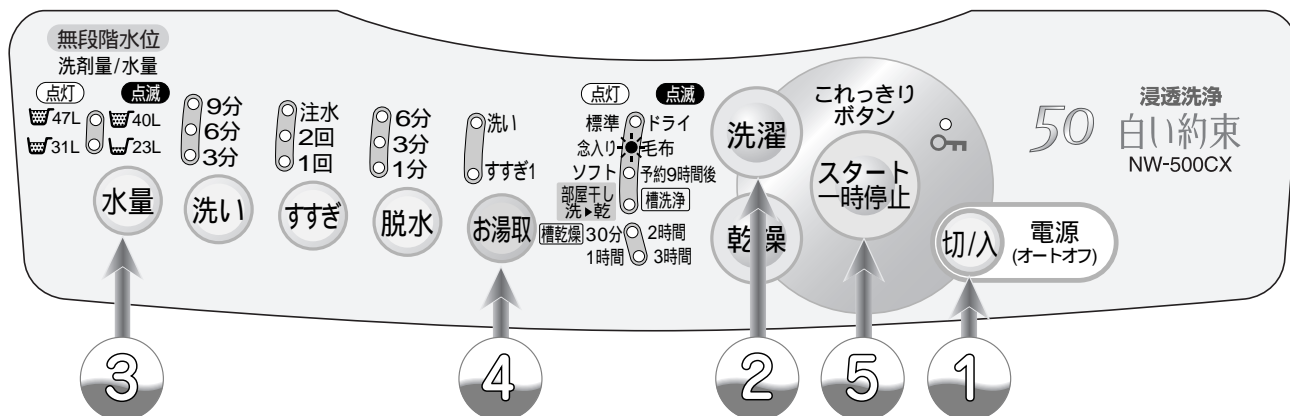 無段階水位
洗剤量/水量
点灯 点滅
47L 40L
31L 23L
水量
9分
6分
3分
洗い
注水
2回
1回
すすぎ
6分
3分
1分
脱水
洗い
すすぎ1
お湯取
点灯 点滅
標準 ドライ
念入り 毛布
ソフト 予約9時間後
部屋干し
洗▶乾 槽洗浄
槽乾燥 30分 2時間
1時間 3時間
洗濯
乾燥
これっきり
ボタン
スタート
一時停止
切/入
電源
(オートオフ)
50
浸透洗浄
白い約束
NW-500CX
3
4
2
5
1